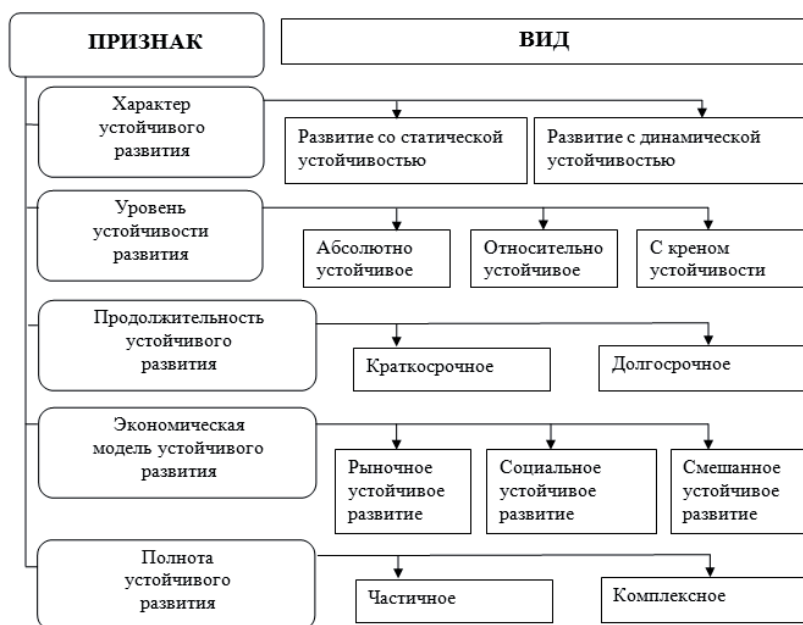 ПРИЗНАК
ВИД
Характер
устойчивого
развития
Развитие со статической
устойчивостью
Развитие с динамической
устойчивостью
Уровень
устойчивости
развития
Абсолютно
устойчивое
Относительно
устойчивое
С креном
устойчивости
Продолжительность
устойчивого
развития
Краткосрочное
Долгосрочное
Экономическая
модель устойчивого
развития
Рыночное
устойчивое
развитие
Социальное
устойчивое
развитие
Смешанное
устойчивое
развитие
Полнота
устойчивого
развития
Частичное
Комплексное